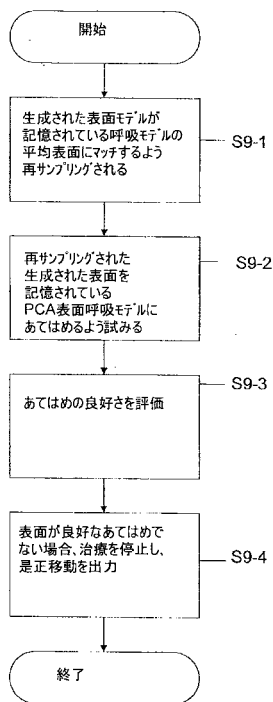 開始
生成された表面モデルが
記憶されている呼吸モデルの
平均表面にマッチするよう
再サンプリングされる
S9-1
再サンプリングされた
生成された表面を
記憶されている
PCA表面呼吸モデルに
あてはめるよう試みる
S9-2
S9-3
あてはめの良好さを評価
表面が良好なあてはめで
ない場合、治療を停止し、
是正移動を出力
S9-4
終了